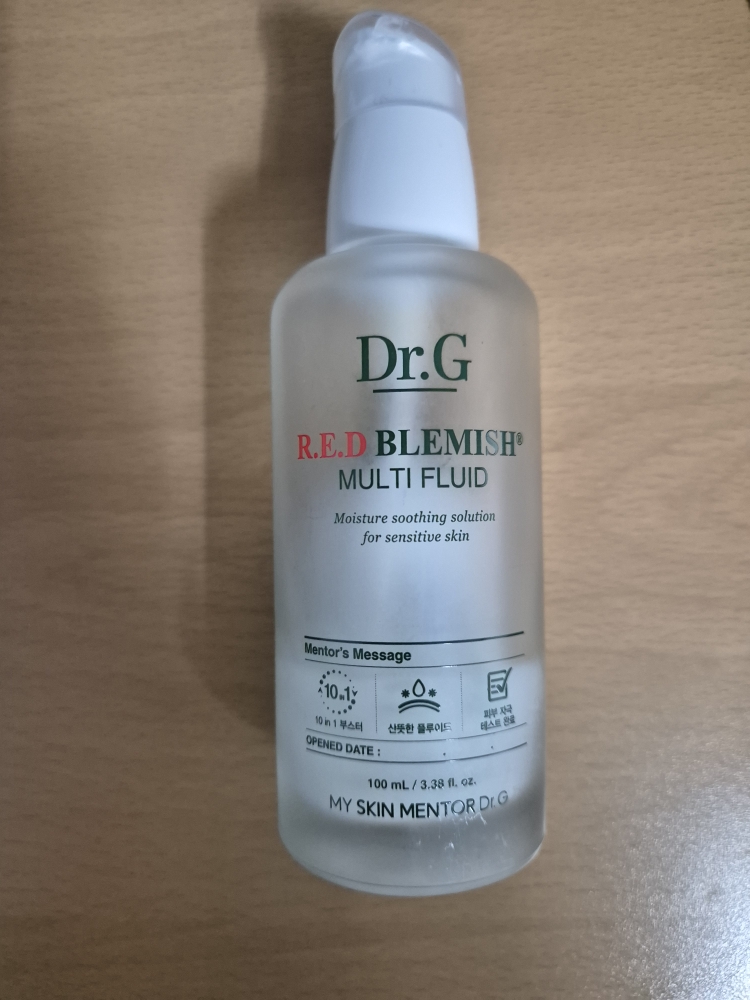 Dr.G
R.E.D BLEMISH®
MULTI FLUID
Moisture soothing solution
for sensitive skin
Mentor's Message
10 in 1
10 in 1 부스터
산뜻한 플루이드
피부 자극
테스트 완료
OPENED DATE : . .
100 mL / 3.38 fl. oz.
MY SKIN MENTOR Dr.G